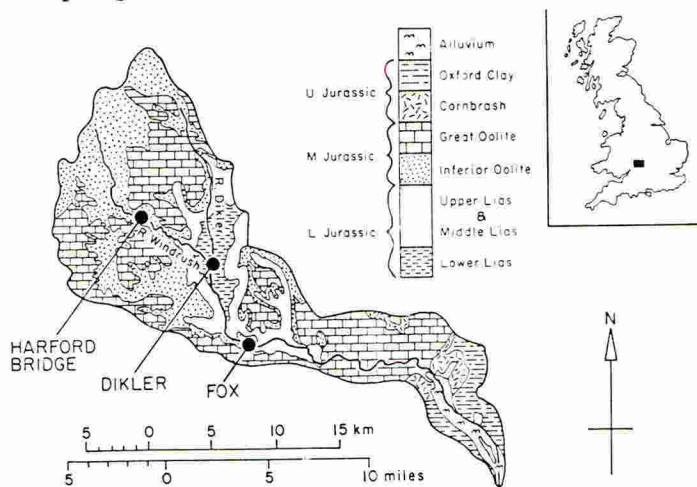 Alluvium
Oxford Clay
U. Jurassic
Cornbrash
Great Oolite
M. Jurassic
Inferior Oolite
Upper Lias
&
Middle Lias
L. Jurassic
Lower Lias
R. Dikler
R. Windrush
HARFORD
BRIDGE
DIKLER
FOX
N
5 0 5 10 15 km
5 0 5 10 miles